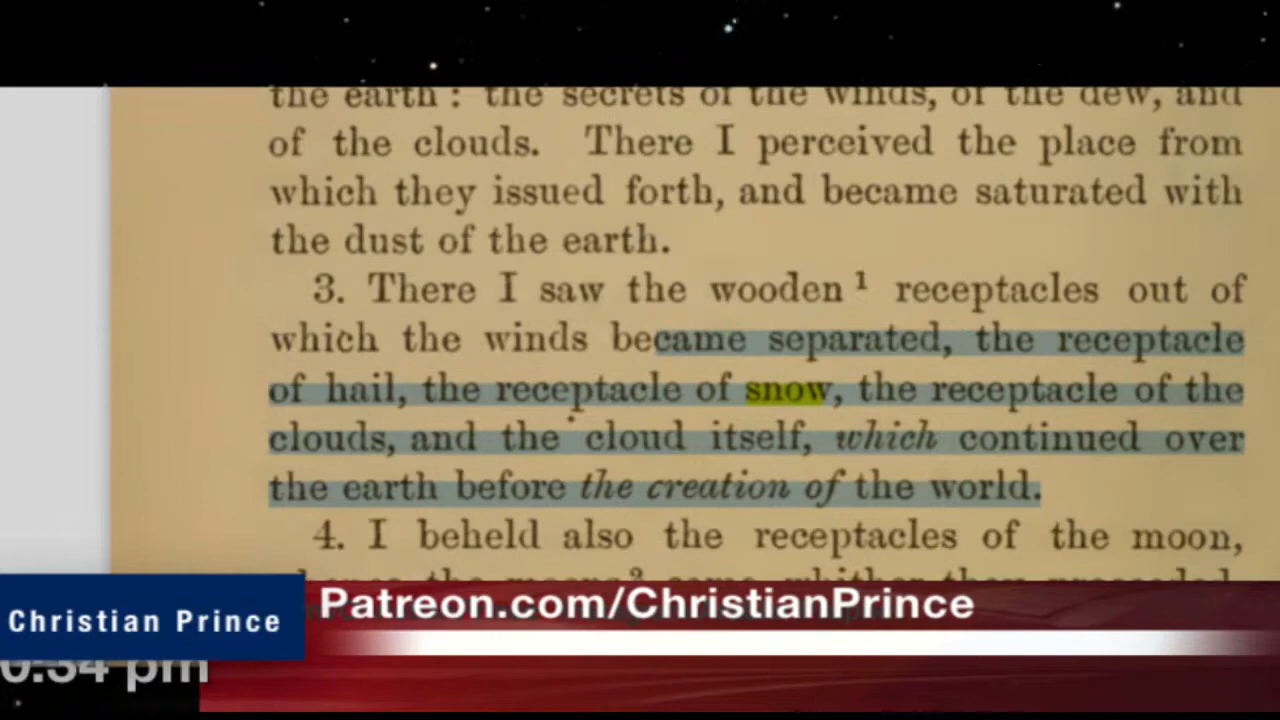 the earth : the secrets of the winds, of the dew, and
of the clouds. There I perceived the place from
which they issued forth, and became saturated with
the dust of the earth.
3. There I saw the wooden ¹ receptacles out of
which the winds became separated, the receptacle
of hail, the receptacle of snow, the receptacle of the
clouds, and the cloud itself, which continued over
the earth before the creation of the world.
4. I beheld also the receptacles of the moon,
Patreon.com/ChristianPrince
Christian Prince
0:34 pm